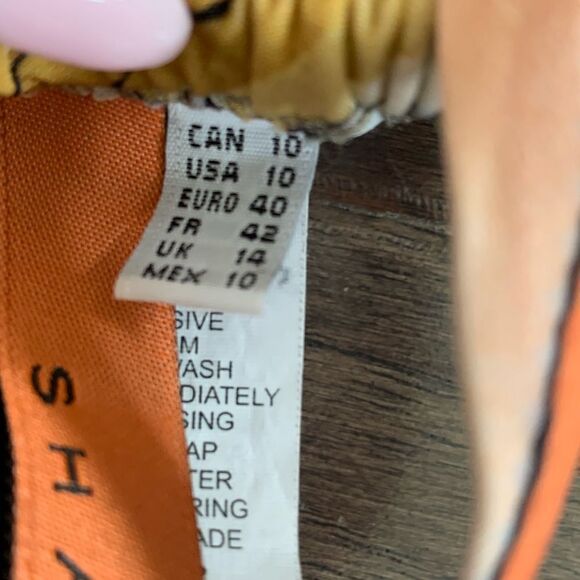 CAN 10
USA 10
EURO 40
FR 42
UK 14
MEX 10
SIVE
M
WASH
DIATELY
SING
AP
TER
RING
ADE
S H A